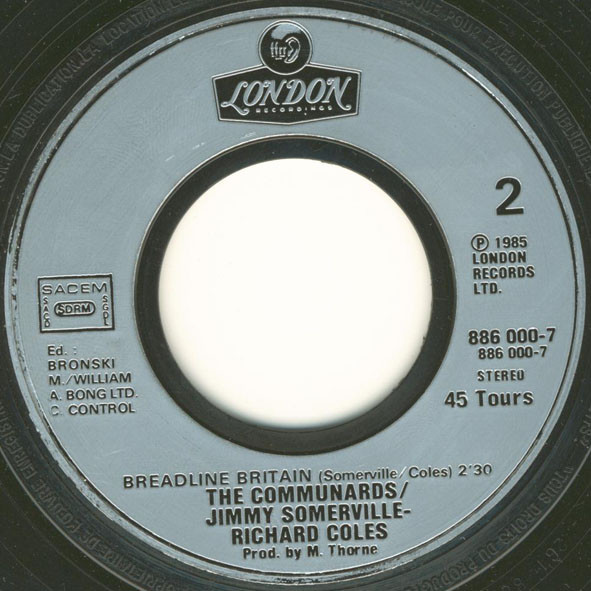 ffrr
LONDON
RECORDINGS
2
Ⓟ 1985
LONDON
RECORDS
LTD.
SACEM
SACD
SDRM
SGDL
Ed. :
BRONSKI
M./WILLIAM
A. BONG LTD.
C. CONTROL
886 000-7
886 000-7
STEREO
45 Tours
BREADLINE BRITAIN (Somerville/Coles) 2'30
THE COMMUNARDS/
JIMMY SOMERVILLE-
RICHARD COLES
Prod. by M. Thorne